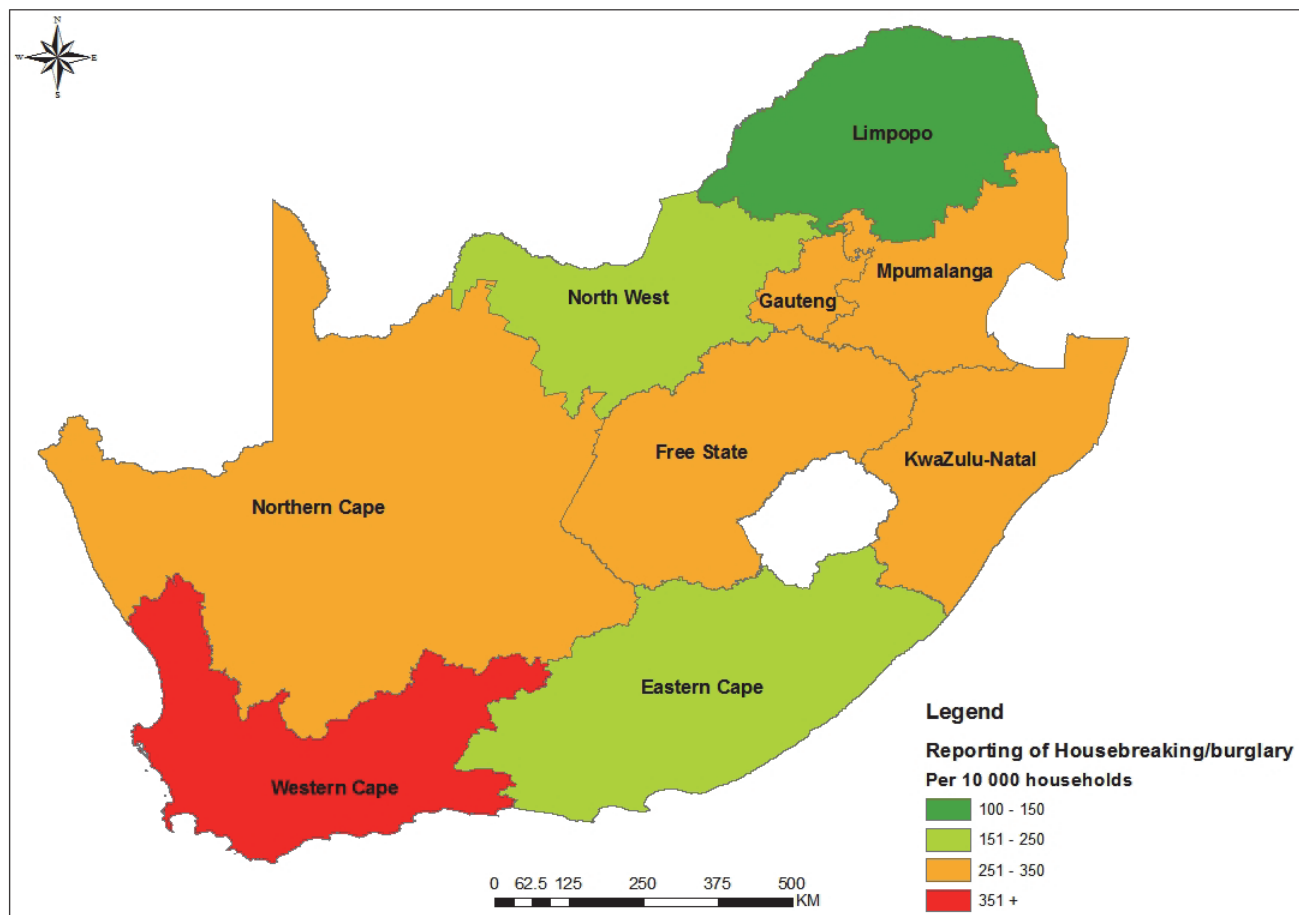 N
W E
S
Limpopo
Mpumalanga
North West
Gauteng
Free State
KwaZulu-Natal
Northern Cape
Eastern Cape
Western Cape
Legend
Reporting of Housebreaking/burglary
Per 10 000 households
100 - 150
151 - 250
251 - 350
351 +
0 62.5 125 250 375 500
KM